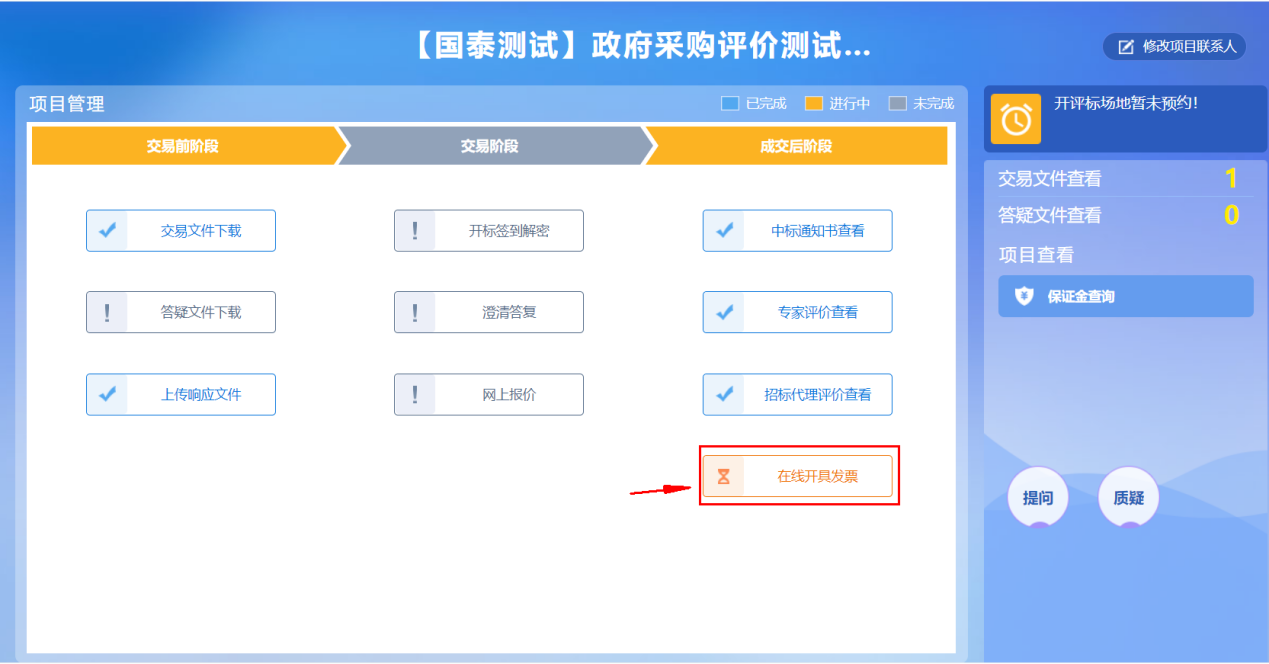 【国泰测试】政府采购评价测试...
修改项目联系人
项目管理
已完成
进行中
未完成
交易前阶段
交易阶段
成交后阶段
交易文件下载
开标签到解密
中标通知书查看
答疑文件下载
澄清答复
专家评价查看
上传响应文件
网上报价
招标代理评价查看
在线开具发票
开评标场地暂未预约!
交易文件查看 1
答疑文件查看 0
项目查看
保证金查询
提问
质疑